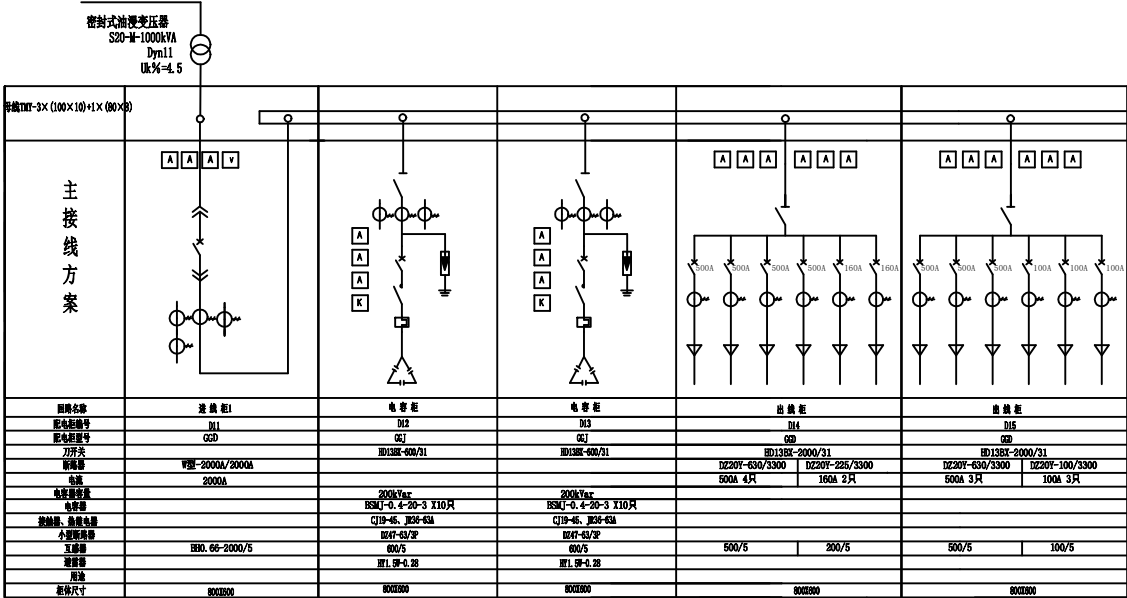 密封式油浸变压器
S20-M-1000kVA
Dyn11
Uk%=4.5
母线TMY-3×(100×10)+1×(80×8)
A A A V
A A A A A A
A A A A A A
主接线方案
A
A
A
K
A
A
A
K
500A 500A 500A 500A 160A 160A
500A 500A 500A 100A 100A 100A
回路名称 进线柜1 电容柜 电容柜 出线柜 出线柜
配电柜编号 D11 D12 D13 D14 D15
配电柜型号 GGD GGJ GGJ GGD GGD
刀开关 HD13BX-600/31 HD13BX-600/31 HD13BX-2000/31 HD13BX-2000/31
断路器 W型-2000A/2000A DZ20Y-630/3300 DZ20Y-225/3300 DZ20Y-630/3300 DZ20Y-100/3300
电流 2000A 500A 4只 160A 2只 500A 3只 100A 3只
电容器容量 200kVar 200kVar
电容器 BSMJ-0.4-20-3 X10只 BSMJ-0.4-20-3 X10只
接触器、热继电器 CJ19-45、JR36-63A CJ19-45、JR36-63A
小型断路器 DZ47-63/3P DZ47-63/3P
互感器 BH0.66-2000/5 600/5 600/5 500/5 200/5 500/5 100/5
避雷器 HY1.5W-0.28 HY1.5W-0.28
用途
柜体尺寸 800X600 800X600 800X600 800X600 800X600